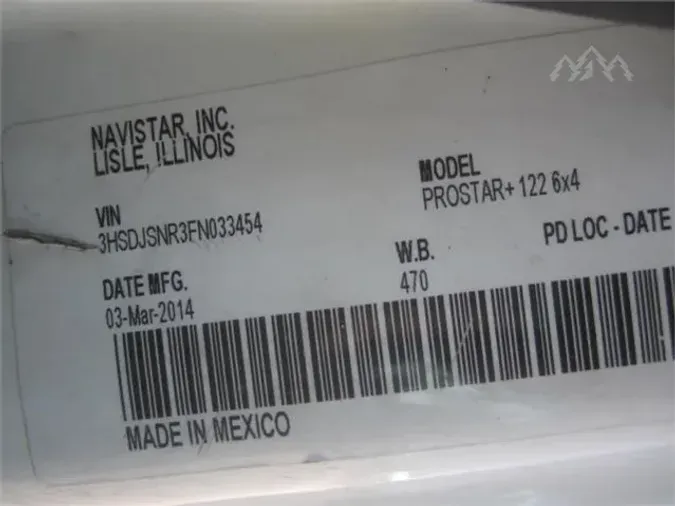 NAVISTAR, INC.
LISLE, ILLINOIS
MODEL
PROSTAR+ 122 6x4
VIN
3HSDJSNR3FN033454
W.B.
470
PD LOC - DATE
DATE MFG.
03-Mar-2014
MADE IN MEXICO